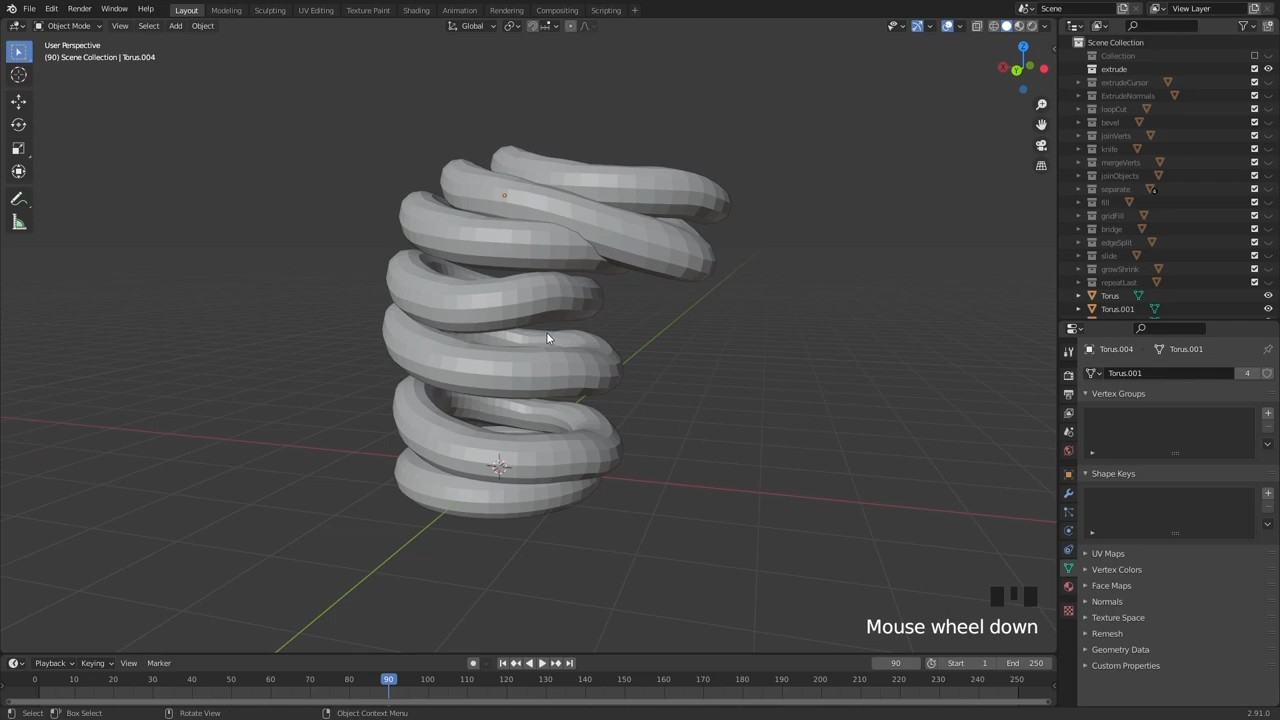 File Edit Render Window Help Layout Modeling Sculpting UV Editing Texture Paint Shading Animation Rendering Compositing Scripting + Scene View Layer
Object Mode View Select Add Object Global
User Perspective
(90) Scene Collection | Torus.004
Z
X
Y
Scene Collection
Collection
extrude
extrudeCursor
ExtrudeNormals
loopCut
bevel
joinVerts
knife
mergeVerts
joinObjects
separate 4
fill
gridFill
bridge
edgeSplit
slide
growShrink
repeatLast
Torus
Torus.001
Torus.004 Torus.001
Torus.001 4
Vertex Groups
Shape Keys
UV Maps
Vertex Colors
Face Maps
Normals
Texture Space
Remesh
Geometry Data
Custom Properties
Mouse wheel down
Playback Keying View Marker 90 Start 1 End 250
0 10 20 30 40 50 60 70 80 90 100 110 120 130 140 150 160 170 180 190 200 210 220 230 240 250
Select Box Select Rotate View Object Context Menu 2.91.0